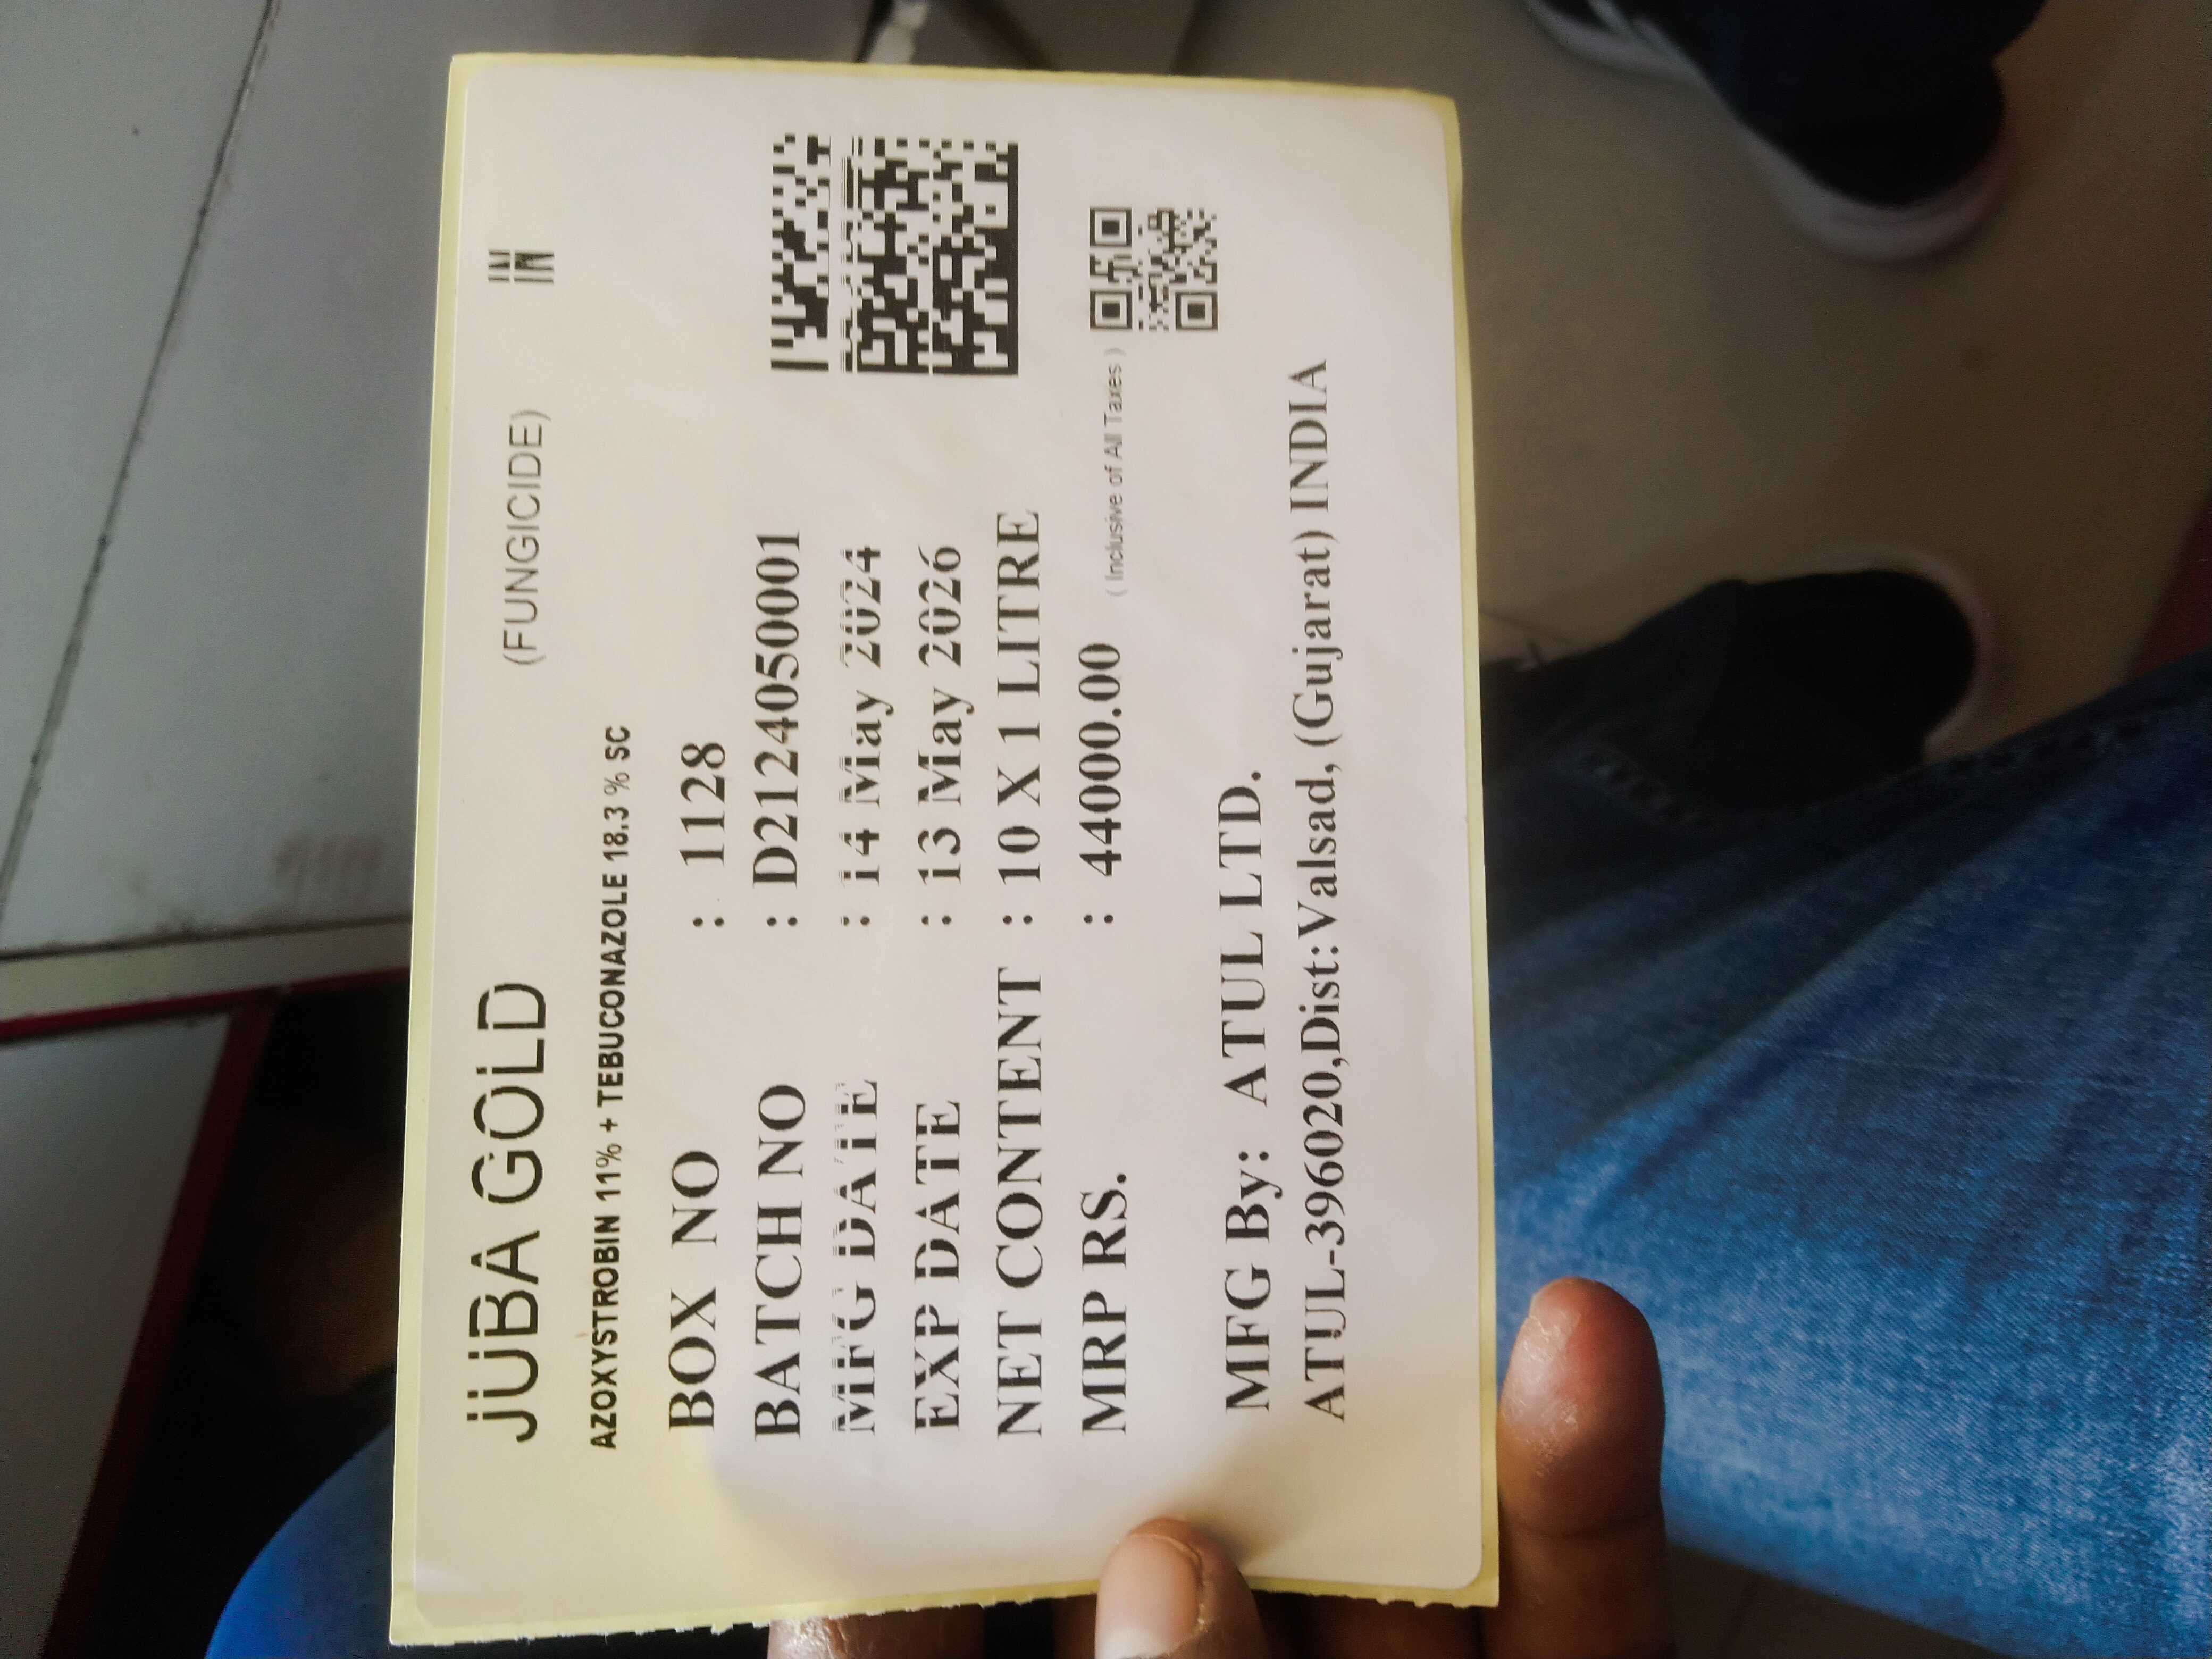 JUBA GOLD (FUNGICIDE) IN
AZOXYSTROBIN 11% + TEBUCONAZOLE 18.3 % SC
BOX NO : 1128
BATCH NO : D2124050001
MFG DATE : 14 May 2024
EXP DATE : 13 May 2026
NET CONTENT : 10 X 1 LITRE
MRP RS. : 44000.00 ( Inclusive of All Taxes )
MFG By: ATUL LTD.
ATUL-396020,Dist:Valsad, (Gujarat) INDIA